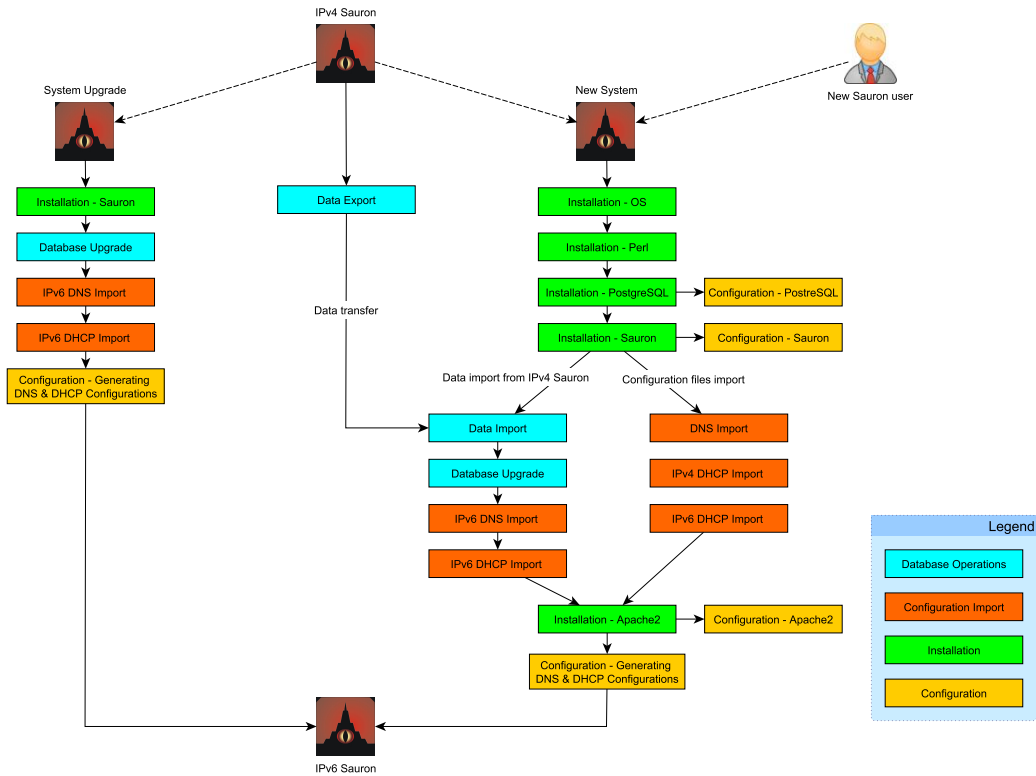 IPv4 Sauron
System Upgrade
New System
New Sauron user
Installation - Sauron
Database Upgrade
IPv6 DNS Import
IPv6 DHCP Import
Configuration - Generating
DNS & DHCP Configurations
Data Export
Data transfer
Installation - OS
Installation - Perl
Installation - PostgreSQL
Configuration - PostreSQL
Installation - Sauron
Configuration - Sauron
Data import from IPv4 Sauron
Configuration files import
Data Import
Database Upgrade
IPv6 DNS Import
IPv6 DHCP Import
DNS Import
IPv4 DHCP Import
IPv6 DHCP Import
Installation - Apache2
Configuration - Apache2
Configuration - Generating
DNS & DHCP Configurations
IPv6 Sauron
Legend
Database Operations
Configuration Import
Installation
Configuration